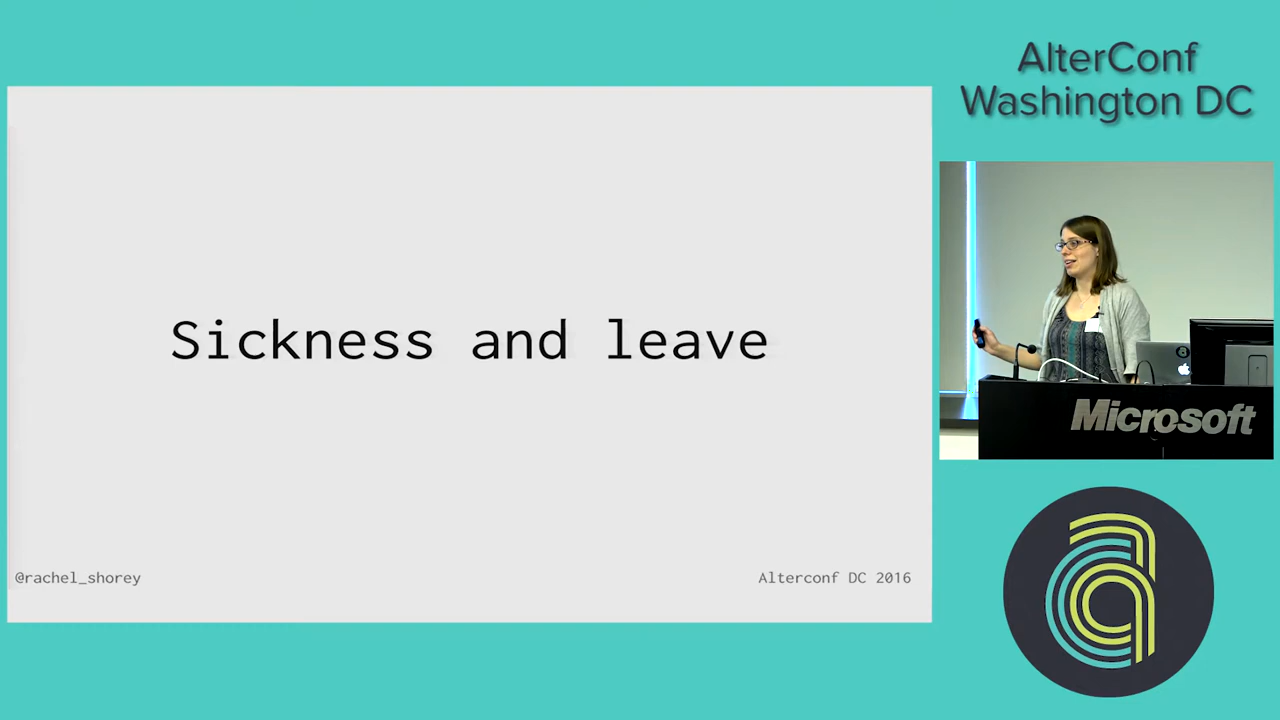 AlterConf
Washington DC
Sickness and leave
Microsoft
@rachel_shorey
Alterconf DC 2016